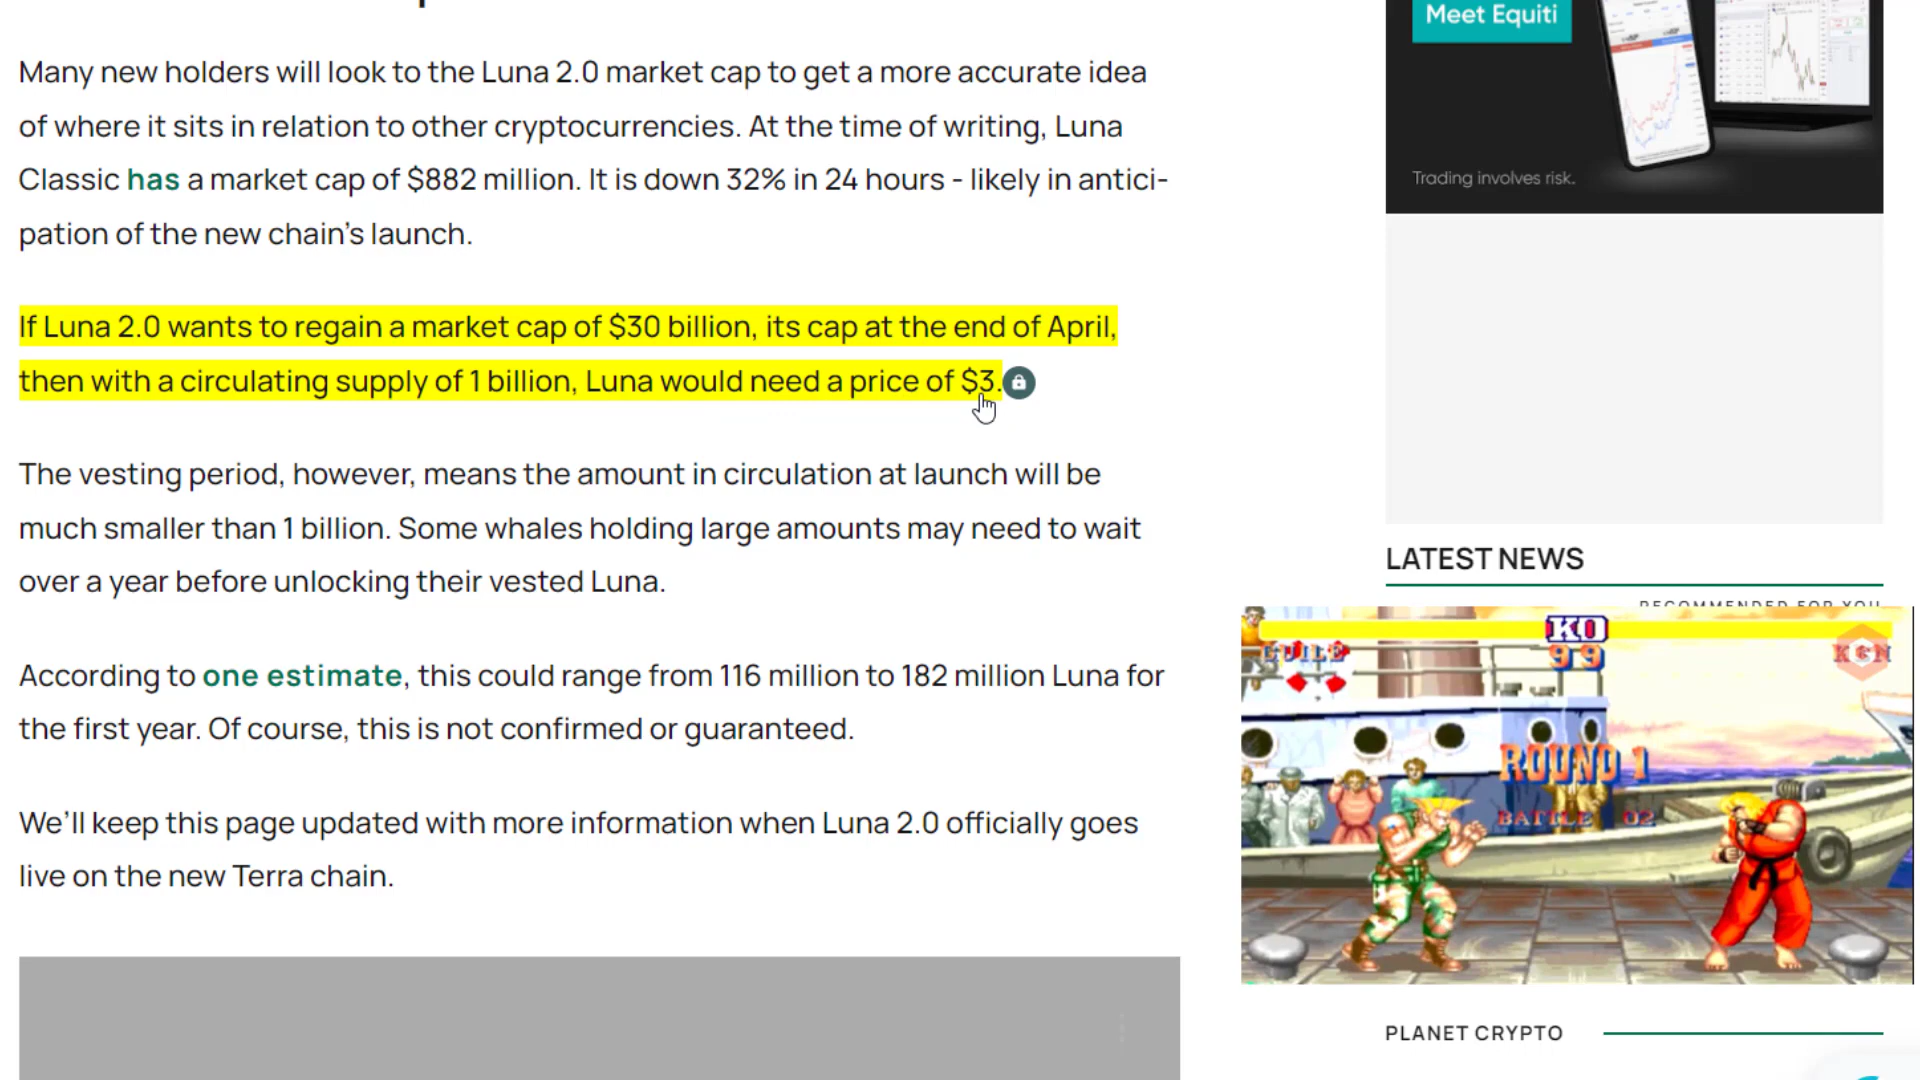 Many new holders will look to the Luna 2.0 market cap to get a more accurate idea
of where it sits in relation to other cryptocurrencies. At the time of writing, Luna
Classic has a market cap of $882 million. It is down 32% in 24 hours - likely in antici-
pation of the new chain’s launch.
If Luna 2.0 wants to regain a market cap of $30 billion, its cap at the end of April,
then with a circulating supply of 1 billion, Luna would need a price of $3.
The vesting period, however, means the amount in circulation at launch will be
much smaller than 1 billion. Some whales holding large amounts may need to wait
over a year before unlocking their vested Luna.
According to one estimate, this could range from 116 million to 182 million Luna for
the first year. Of course, this is not confirmed or guaranteed.
We’ll keep this page updated with more information when Luna 2.0 officially goes
live on the new Terra chain.
Meet Equiti
Trading involves risk.
LATEST NEWS
RECOMMENDED FOR YOU
KO
GUILE 99 KEN
ROUND 1
BATTLE 02
PLANET CRYPTO